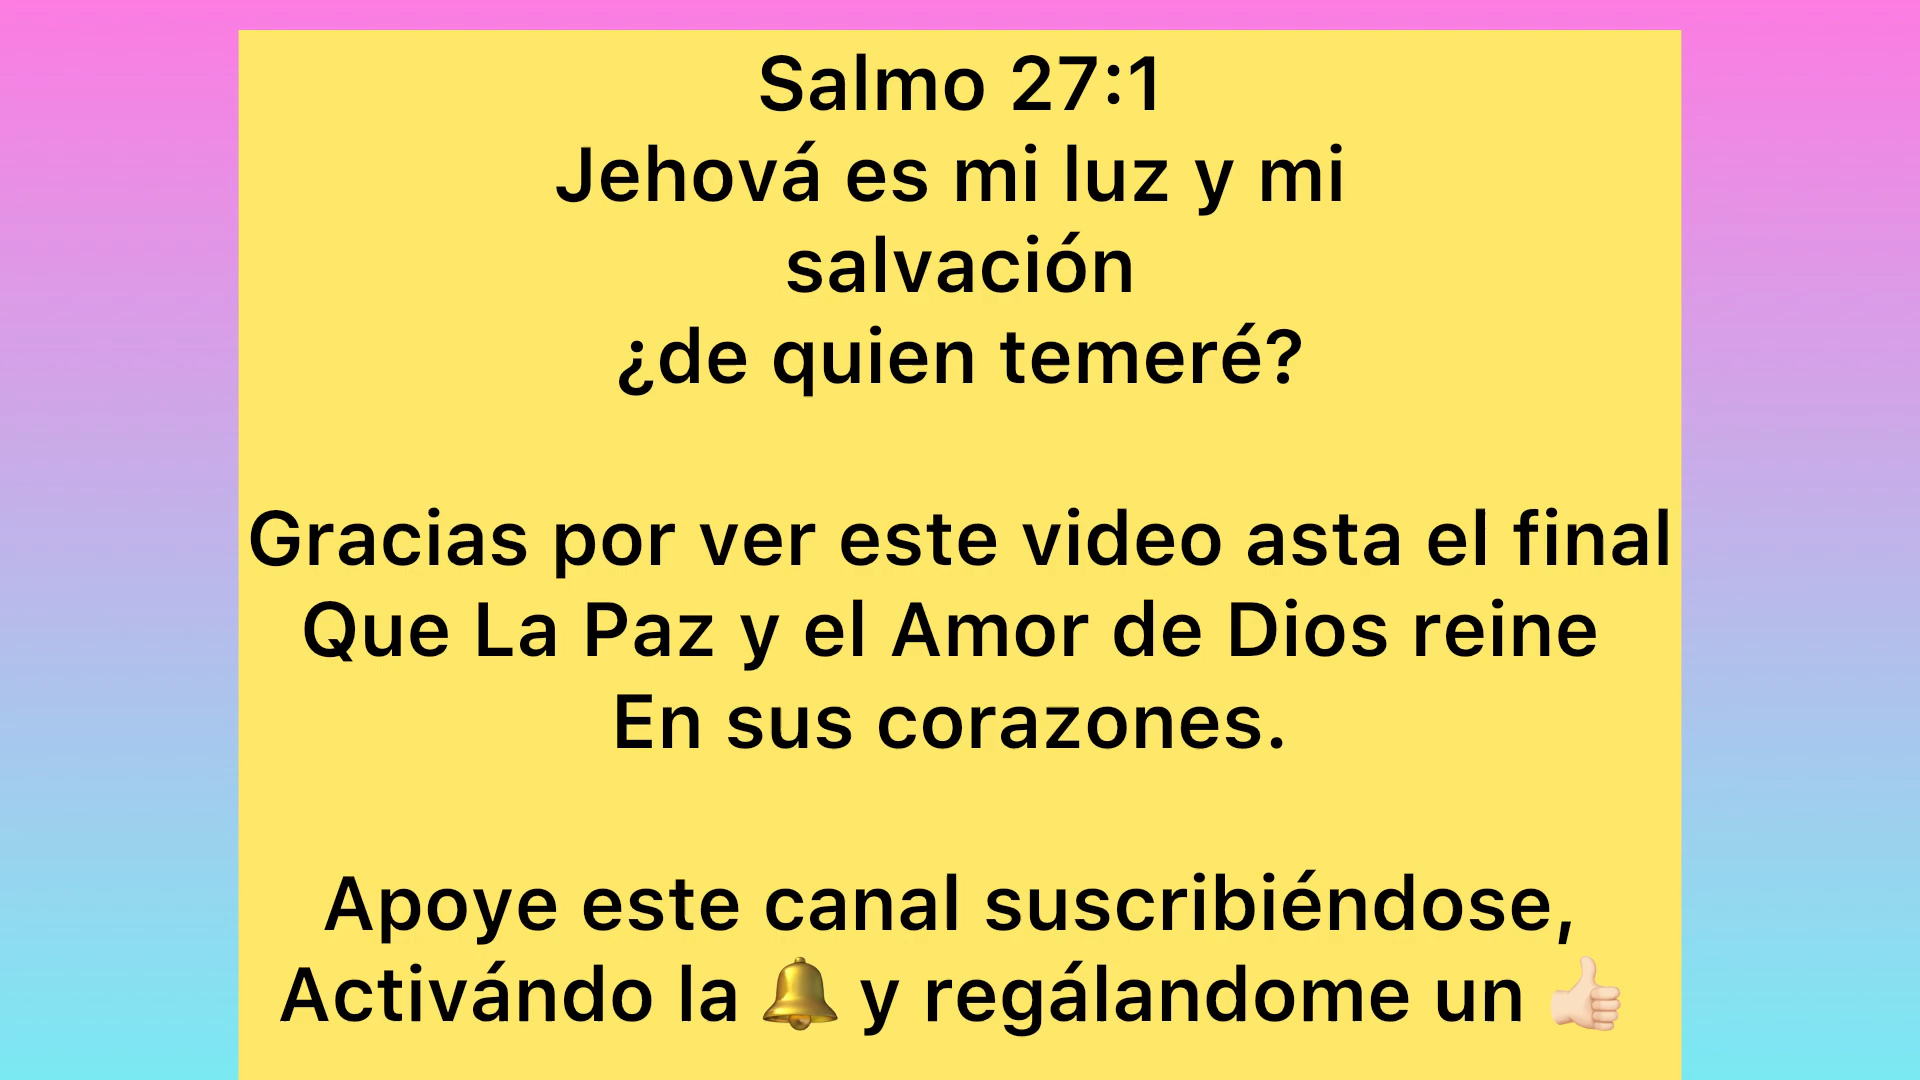 Salmo 27:1
Jehová es mi luz y mi
salvación
¿de quien temeré?
Gracias por ver este video asta el final
Que La Paz y el Amor de Dios reine
En sus corazones.
Apoye este canal suscribiéndose,
Activándo la 🔔 y regálandome un 👍🏻